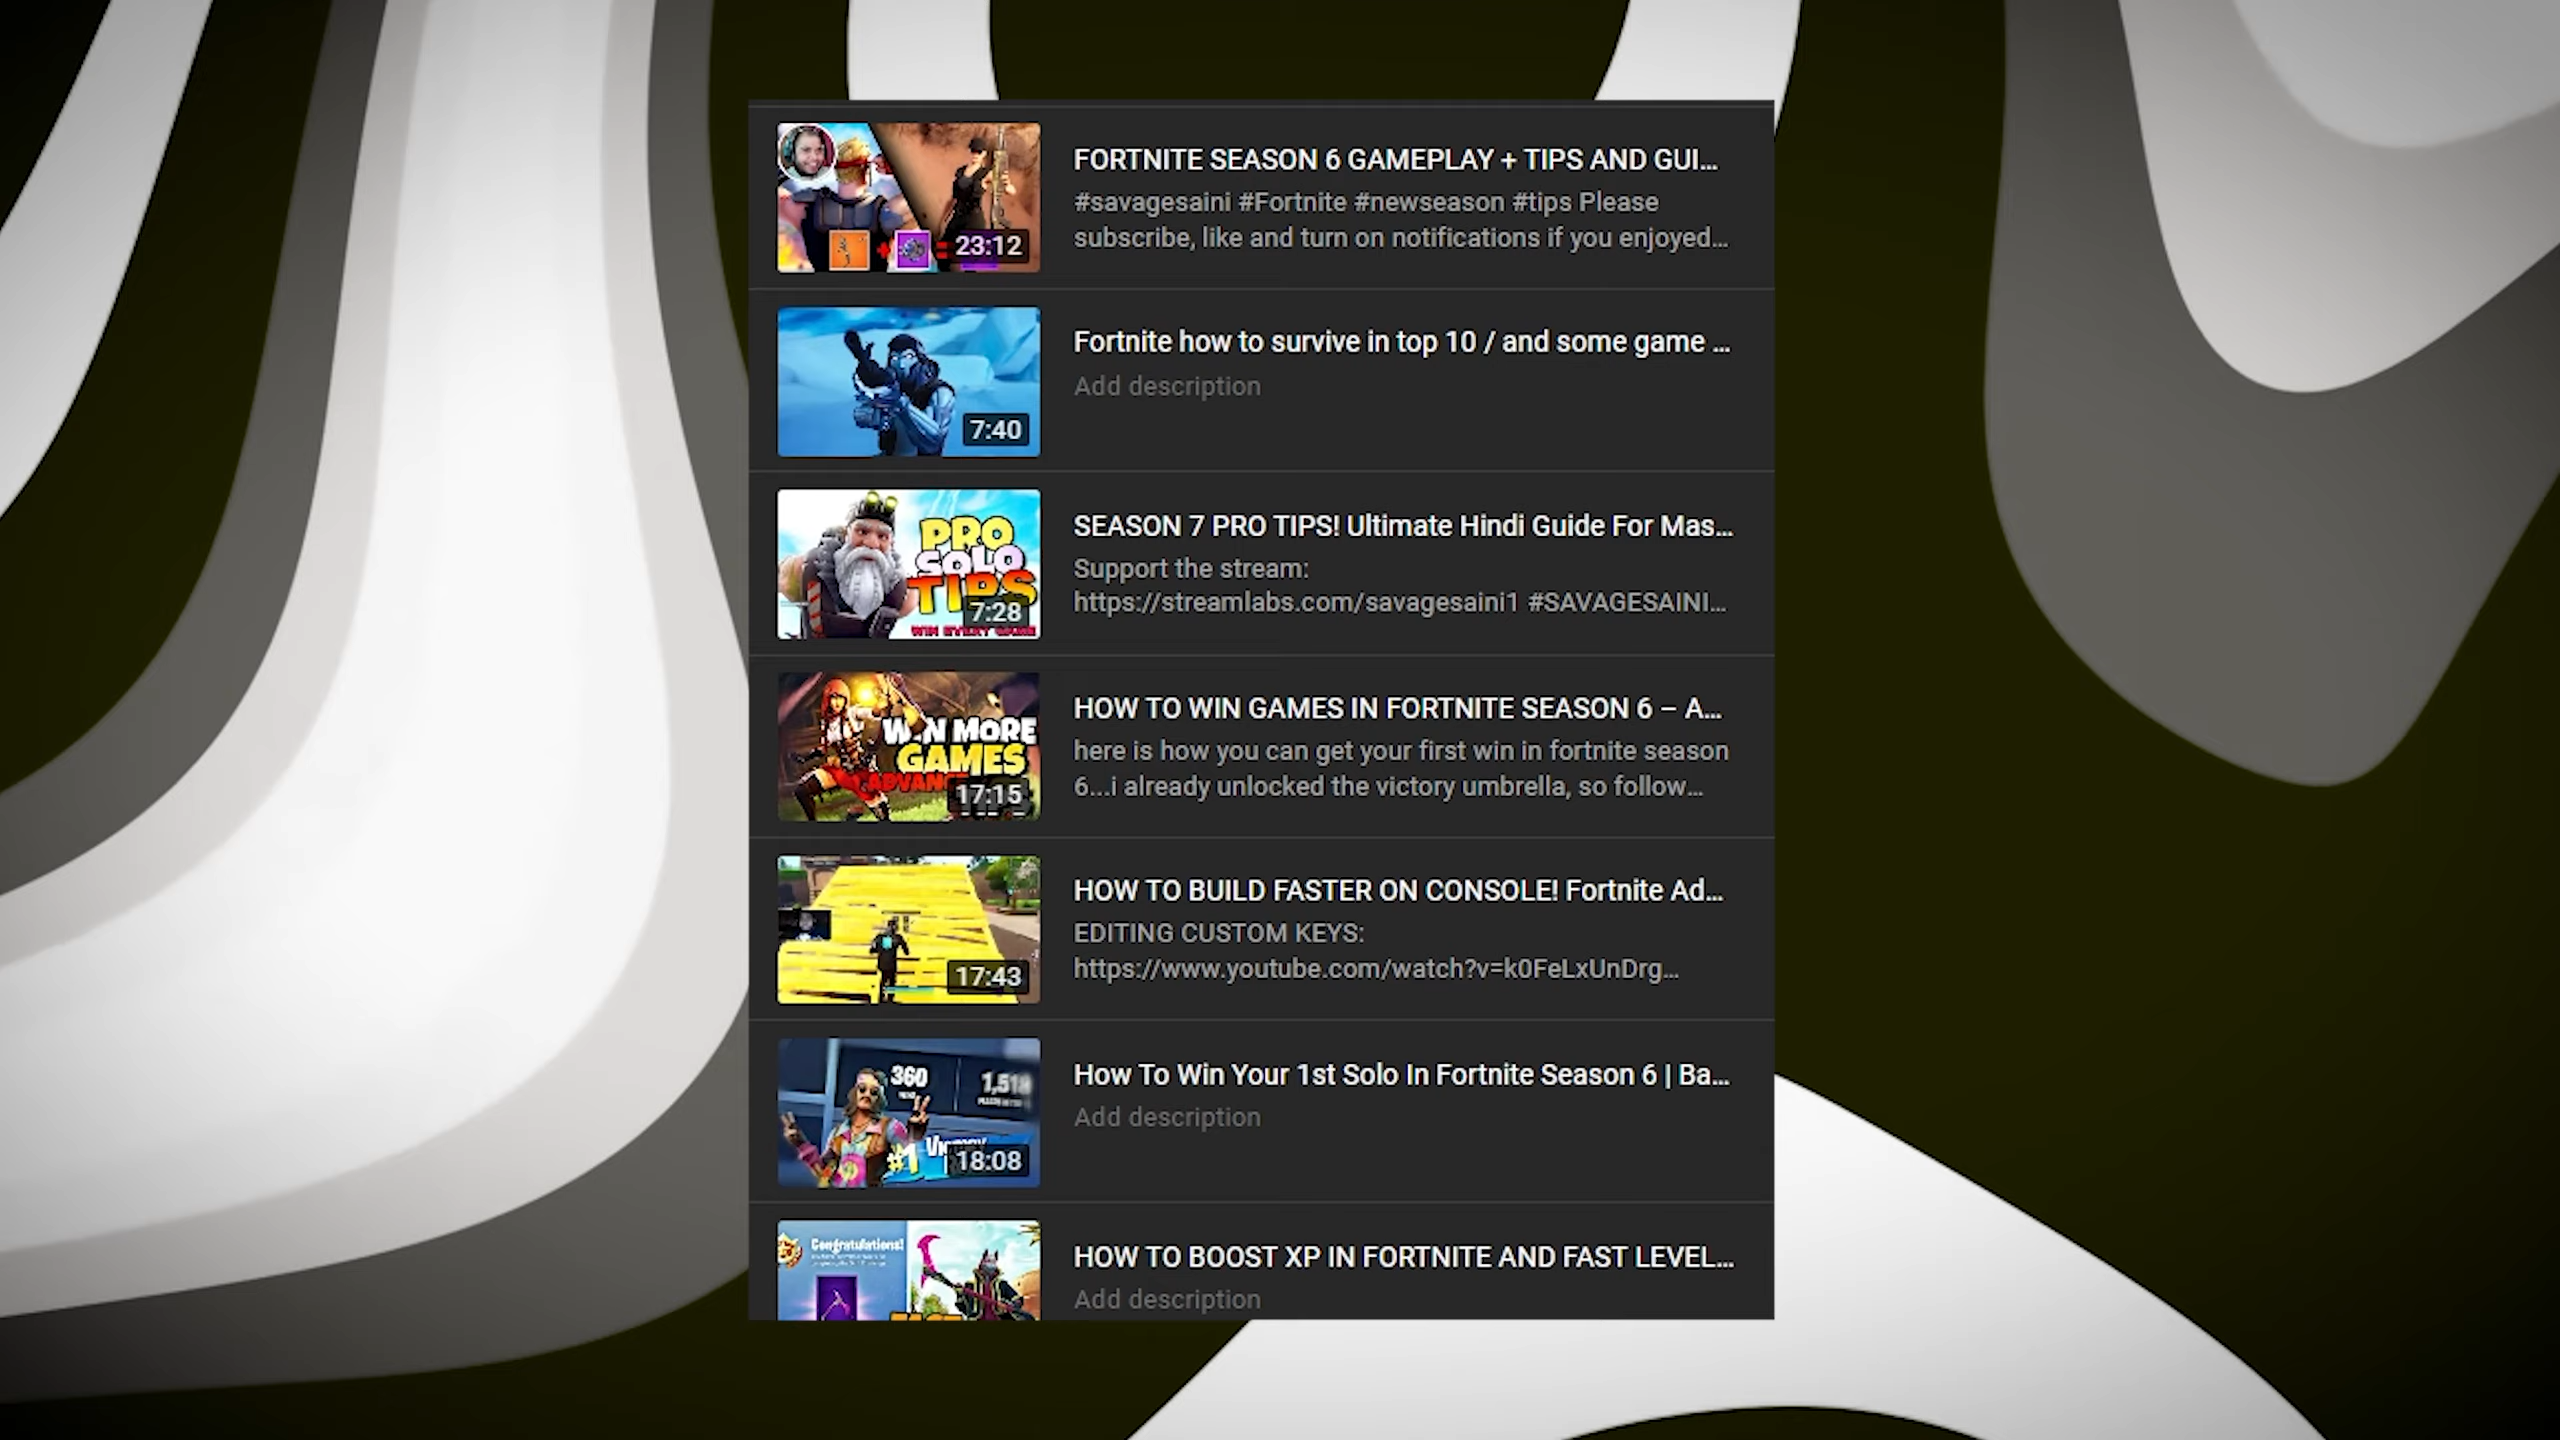 FORTNITE SEASON 6 GAMEPLAY + TIPS AND GUI...
#savagesaini #Fortnite #newseason #tips Please
subscribe, like and turn on notifications if you enjoyed...
23:12
Fortnite how to survive in top 10 / and some game ...
Add description
7:40
SEASON 7 PRO TIPS! Ultimate Hindi Guide For Mas...
Support the stream:
https://streamlabs.com/savagesaini1 #SAVAGESAINI...
PRO
SOLO
TIPS
7:28
WIN EVERY GAME
HOW TO WIN GAMES IN FORTNITE SEASON 6 – A...
here is how you can get your first win in fortnite season
6...i already unlocked the victory umbrella, so follow...
WIN MORE
GAMES
17:15
HOW TO BUILD FASTER ON CONSOLE! Fortnite Ad...
EDITING CUSTOM KEYS:
https://www.youtube.com/watch?v=k0FeLxUnDrg...
17:43
How To Win Your 1st Solo In Fortnite Season 6 | Ba...
Add description
360
#1
18:08
HOW TO BOOST XP IN FORTNITE AND FAST LEVEL...
Add description
Congratulations!